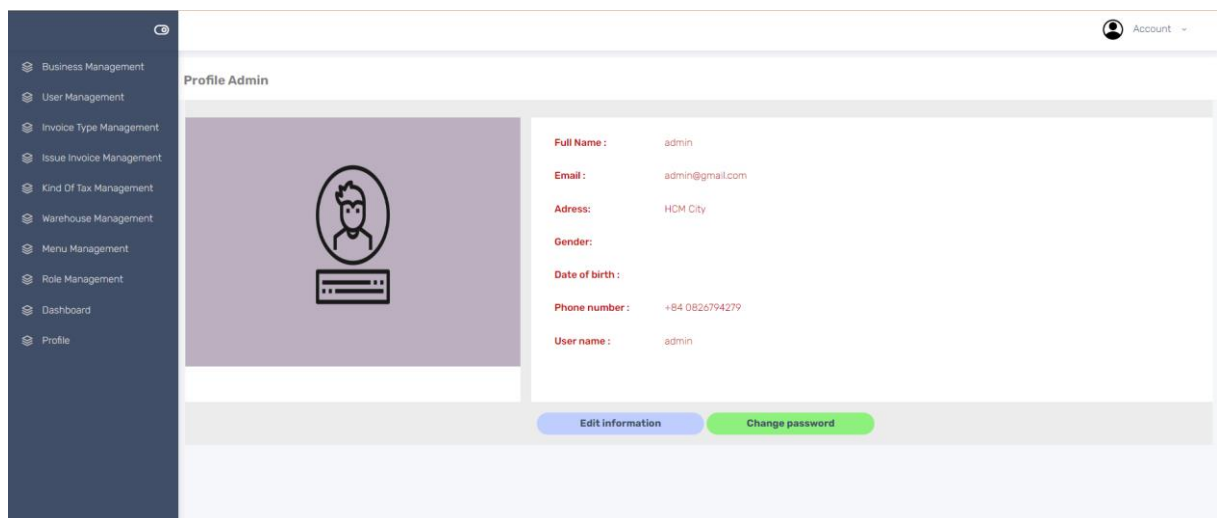 Account
Business Management
User Management
Invoice Type Management
Issue Invoice Management
Kind Of Tax Management
Warehouse Management
Menu Management
Role Management
Dashboard
Profile
Profile Admin
Full Name : admin
Email : admin@gmail.com
Adress: HCM City
Gender:
Date of birth :
Phone number : +84 0826794279
User name : admin
Edit information Change password